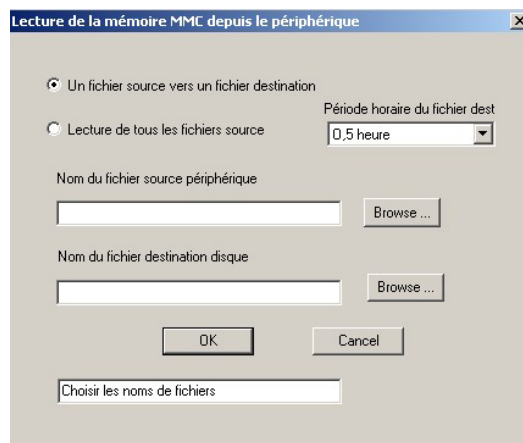 Lecture de la mémoire MMC depuis le périphérique
Un fichier source vers un fichier destination
Période horaire du fichier dest
Lecture de tous les fichiers source
0,5 heure
Nom du fichier source périphérique
Browse ...
Nom du fichier destination disque
Browse ...
OK
Cancel
Choisir les noms de fichiers